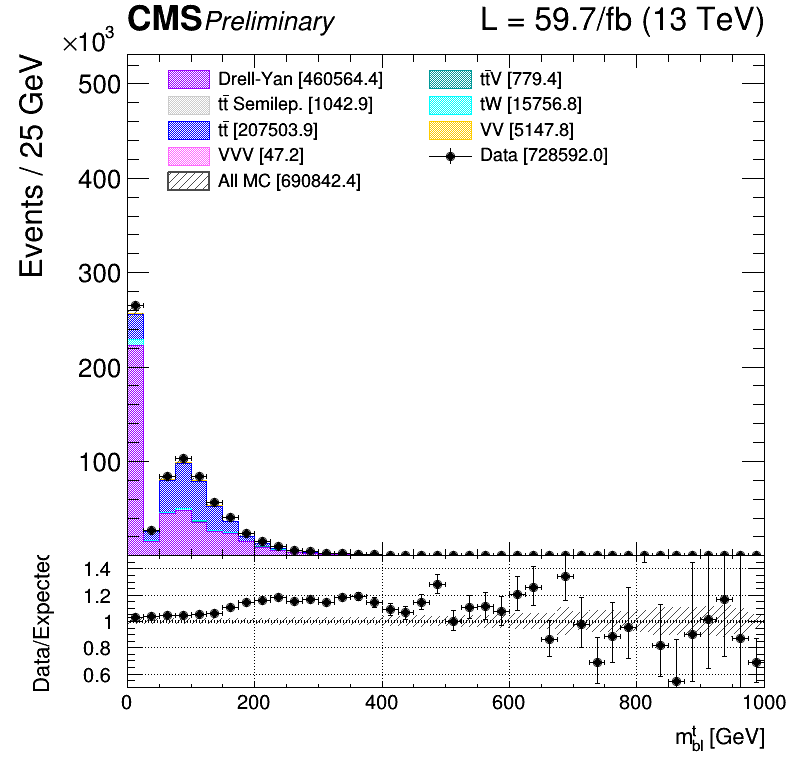 CMS Preliminary L = 59.7/fb (13 TeV)
×10³
Events / 25 GeV
500
400
300
200
100
Drell-Yan [460564.4]
tt̄ Semilep. [1042.9]
tt̄ [207503.9]
VVV [47.2]
All MC [690842.4]
tt̄V [779.4]
tW [15756.8]
VV [5147.8]
Data [728592.0]
Data/Expected
1.4
1.2
1
0.8
0.6
0 200 400 600 800 1000
m^t_bl [GeV]